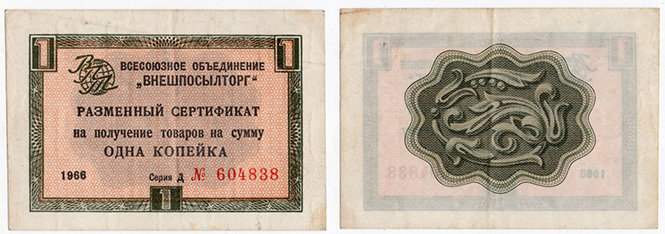 1 1
ВПТ
ВСЕСОЮЗНОЕ ОБЪЕДИНЕНИЕ
„ВНЕШПОСЫЛТОРГ“
РАЗМЕННЫЙ СЕРТИФИКАТ
на получение товаров на сумму
ОДНА КОПЕЙКА
1966 Серия Д № 604838
1